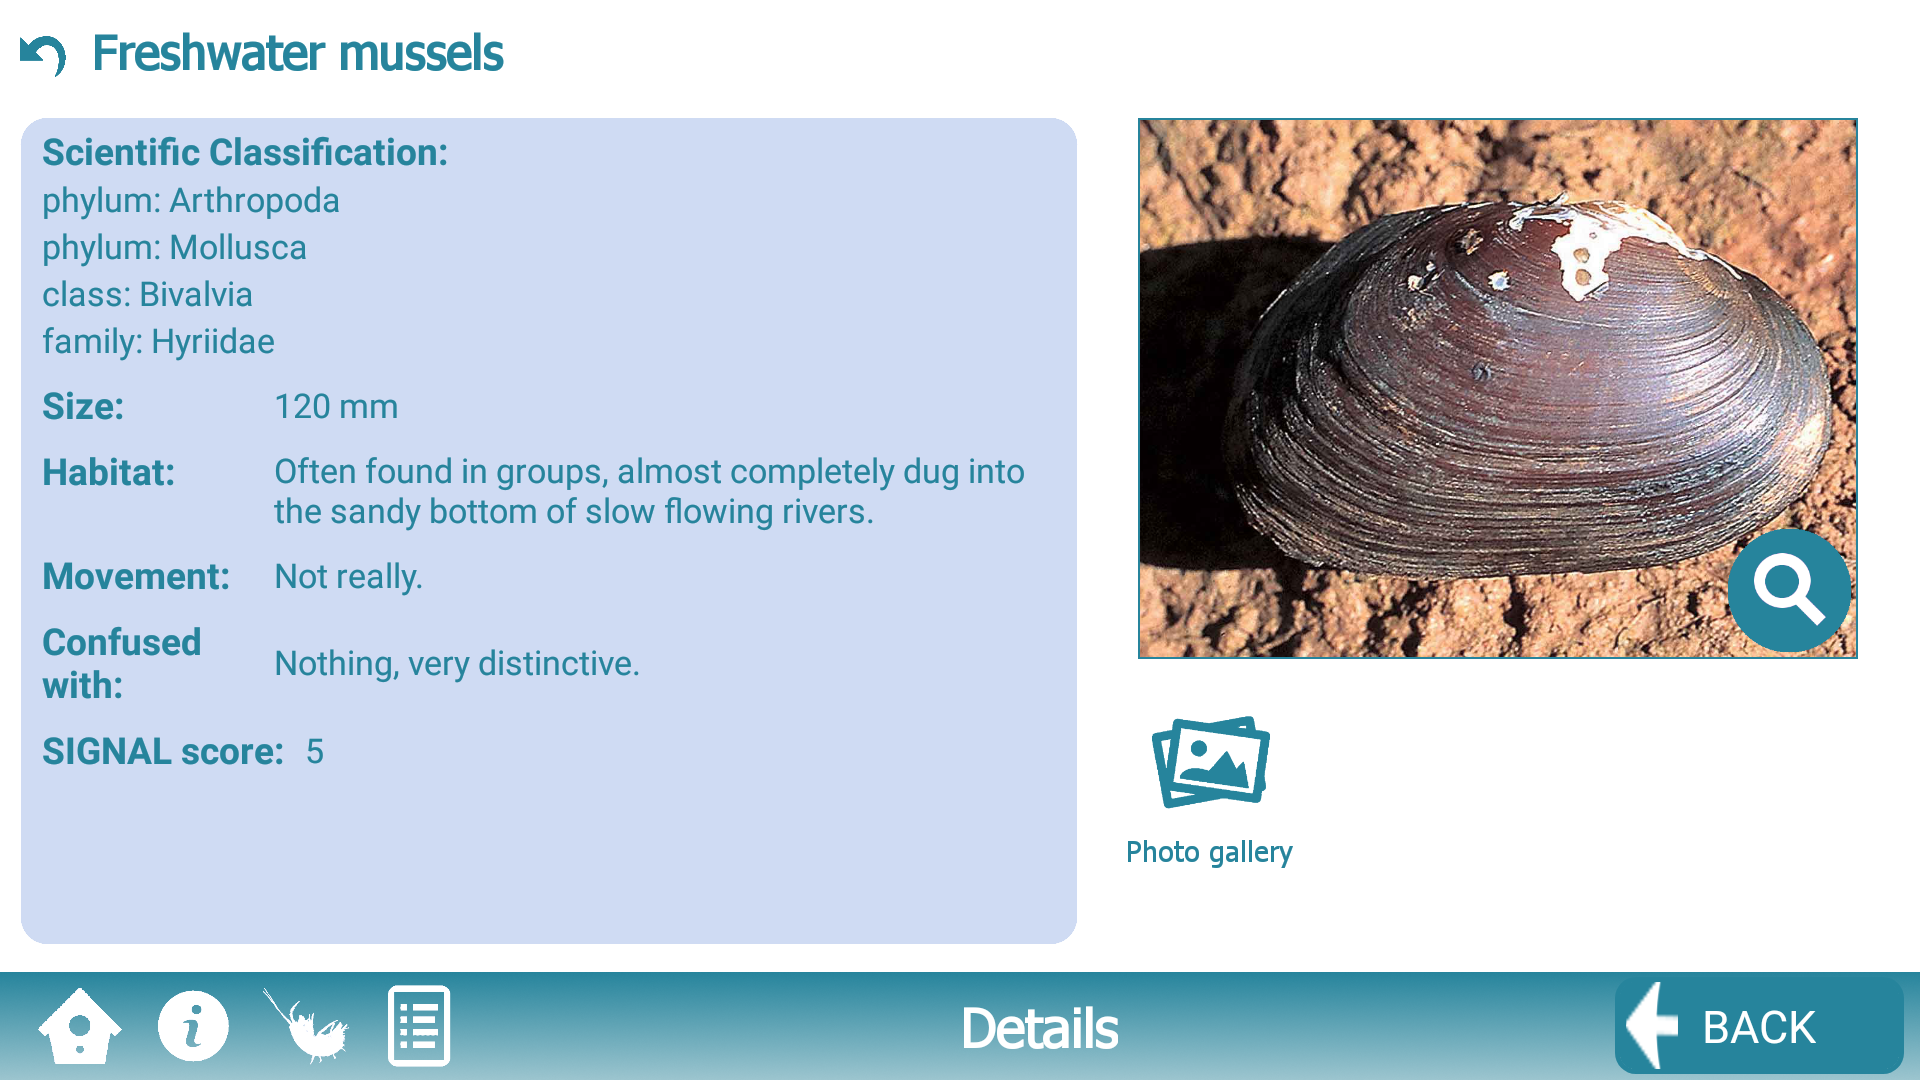 Freshwater mussels
Scientific Classification:
phylum: Arthropoda
phylum: Mollusca
class: Bivalvia
family: Hyriidae
Size: 120 mm
Habitat: Often found in groups, almost completely dug into
the sandy bottom of slow flowing rivers.
Movement: Not really.
Confused
with: Nothing, very distinctive.
SIGNAL score: 5
Photo gallery
Details
BACK